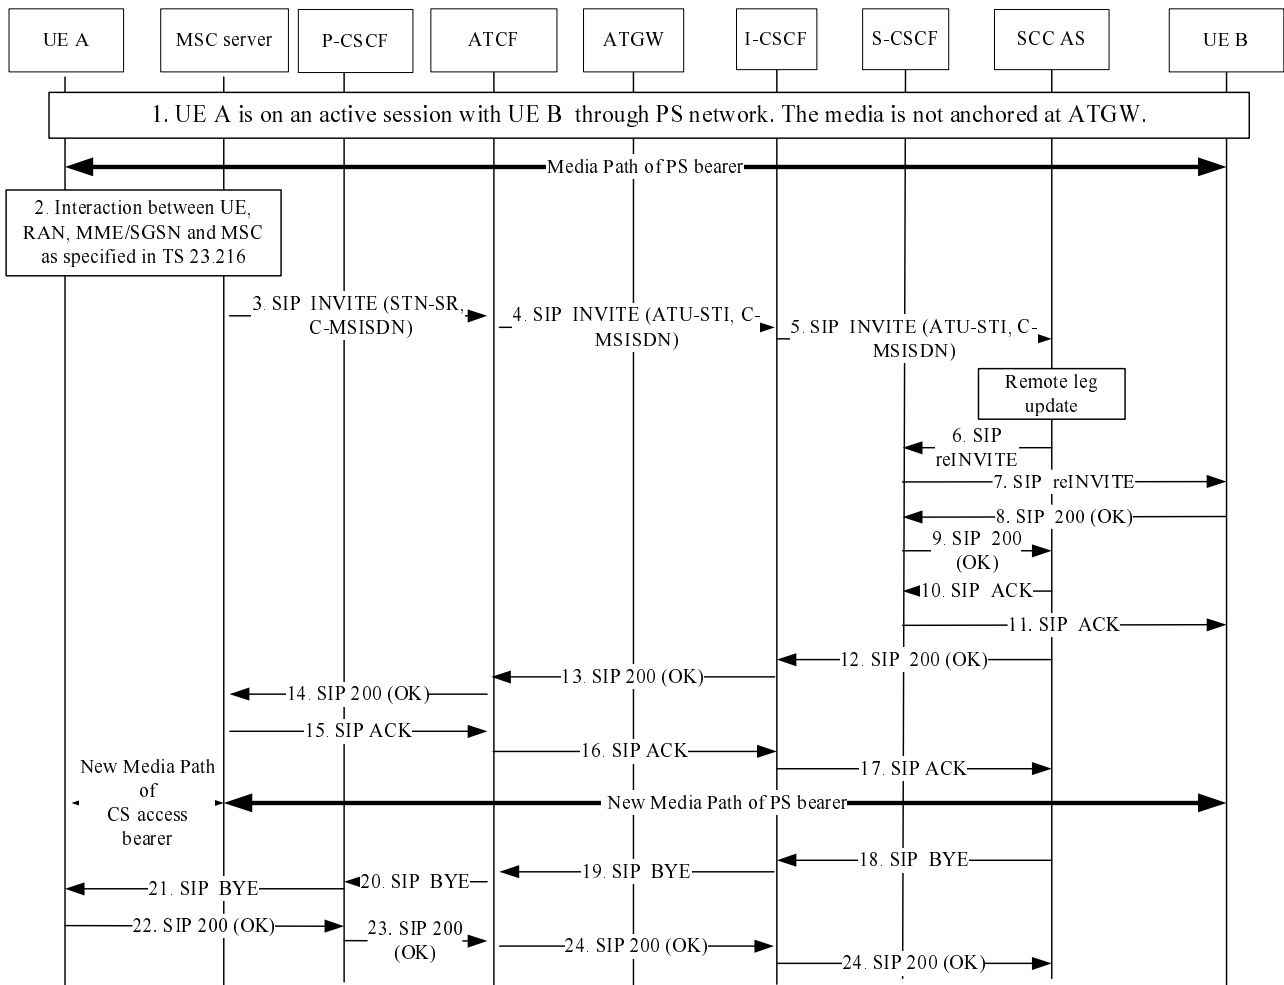 UE A
MSC server
P-CSCF
ATCF
ATGW
I-CSCF
S-CSCF
SCC AS
UE B
1. UE A is on an active session with UE B through PS network. The media is not anchored at ATGW.
Media Path of PS bearer
2. Interaction between UE,
RAN, MME/SGSN and MSC
as specified in TS 23.216
3. SIP INVITE (STN-SR,
C-MSISDN)
4. SIP INVITE (ATU-STI, C-
MSISDN)
5. SIP INVITE (ATU-STI, C-
MSISDN)
Remote leg
update
6. SIP
reINVITE
7. SIP reINVITE
8. SIP 200 (OK)
9. SIP 200
(OK)
10. SIP ACK
11. SIP ACK
12. SIP 200 (OK)
13. SIP 200 (OK)
14. SIP 200 (OK)
15. SIP ACK
16. SIP ACK
17. SIP ACK
New Media Path
of
CS access
bearer
New Media Path of PS bearer
18. SIP BYE
19. SIP BYE
20. SIP BYE
21. SIP BYE
22. SIP 200 (OK)
23. SIP 200
(OK)
24. SIP 200 (OK)
24. SIP 200 (OK)